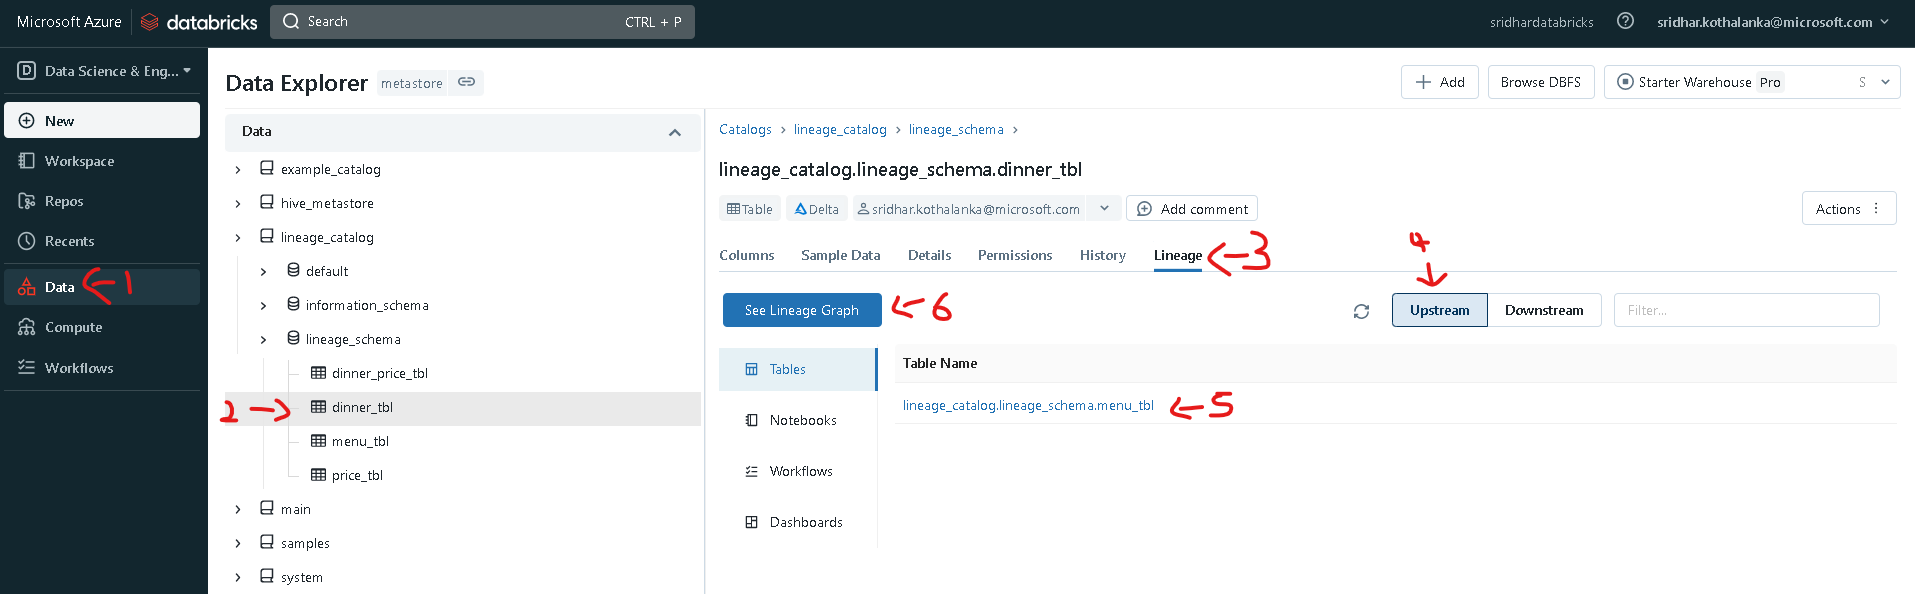 Microsoft Azure databricks Search CTRL + P sridhardatabricks sridhar.kothalanka@microsoft.com
D Data Science & Eng...
New
Workspace
Repos
Recents
Data ← 1
Compute
Workflows
Data Explorer metastore
+ Add Browse DBFS Starter Warehouse Pro S
Data
example_catalog
hive_metastore
lineage_catalog
default
information_schema
lineage_schema
dinner_price_tbl
2 → dinner_tbl
menu_tbl
price_tbl
main
samples
system
Catalogs > lineage_catalog > lineage_schema >
lineage_catalog.lineage_schema.dinner_tbl
Table Delta sridhar.kothalanka@microsoft.com Add comment Actions
Columns Sample Data Details Permissions History Lineage ← 3
4
See Lineage Graph ← 6 Upstream Downstream Filter...
Tables
Notebooks
Workflows
Dashboards
Table Name
lineage_catalog.lineage_schema.menu_tbl ← 5